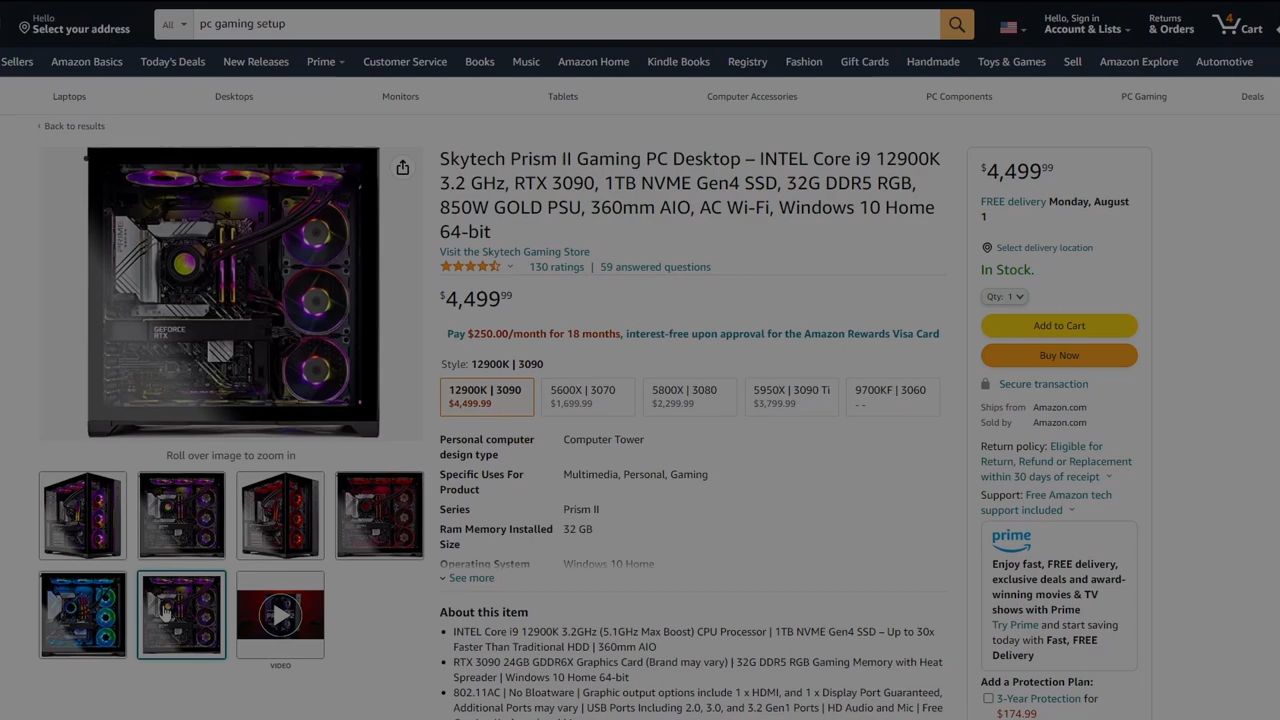 Hello
Select your address
All
pc gaming setup
Hello, Sign in
Account & Lists
Returns
& Orders
4
Cart
Sellers
Amazon Basics
Today's Deals
New Releases
Prime
Customer Service
Books
Music
Amazon Home
Kindle Books
Registry
Fashion
Gift Cards
Handmade
Toys & Games
Sell
Amazon Explore
Automotive
Laptops
Desktops
Monitors
Tablets
Computer Accessories
PC Components
PC Gaming
Deals
‹ Back to results
GEFORCE
RTX
Roll over image to zoom in
VIDEO
Skytech Prism II Gaming PC Desktop – INTEL Core i9 12900K
3.2 GHz, RTX 3090, 1TB NVME Gen4 SSD, 32G DDR5 RGB,
850W GOLD PSU, 360mm AIO, AC Wi-Fi, Windows 10 Home
64-bit
Visit the Skytech Gaming Store
130 ratings | 59 answered questions
$4,499.99
Pay $250.00/month for 18 months, interest-free upon approval for the Amazon Rewards Visa Card
Style: 12900K | 3090
12900K | 3090
$4,499.99
5600X | 3070
$1,699.99
5800X | 3080
$2,299.99
5950X | 3090 Ti
$3,799.99
9700KF | 3060
- -
Personal computer design type
Computer Tower
Specific Uses For Product
Multimedia, Personal, Gaming
Series
Prism II
Ram Memory Installed Size
32 GB
Operating System
Windows 10 Home
See more
About this item
• INTEL Core i9 12900K 3.2GHz (5.1GHz Max Boost) CPU Processor | 1TB NVME Gen4 SSD – Up to 30x
Faster Than Traditional HDD | 360mm AIO
• RTX 3090 24GB GDDR6X Graphics Card (Brand may vary) | 32G DDR5 RGB Gaming Memory with Heat
Spreader | Windows 10 Home 64-bit
• 802.11AC | No Bloatware | Graphic output options include 1 x HDMI, and 1 x Display Port Guaranteed,
Additional Ports may vary | USB Ports Including 2.0, 3.0, and 3.2 Gen1 Ports | HD Audio and Mic | Free
$4,499.99
FREE delivery Monday, August
1
Select delivery location
In Stock.
Qty: 1
Add to Cart
Buy Now
Secure transaction
Ships from Amazon.com
Sold by Amazon.com
Return policy: Eligible for
Return, Refund or Replacement
within 30 days of receipt
Support: Free Amazon tech
support included
prime
Enjoy fast, FREE delivery,
exclusive deals and award-
winning movies & TV
shows with Prime
Try Prime and start saving
today with Fast, FREE
Delivery
Add a Protection Plan:
3-Year Protection for
$174.99